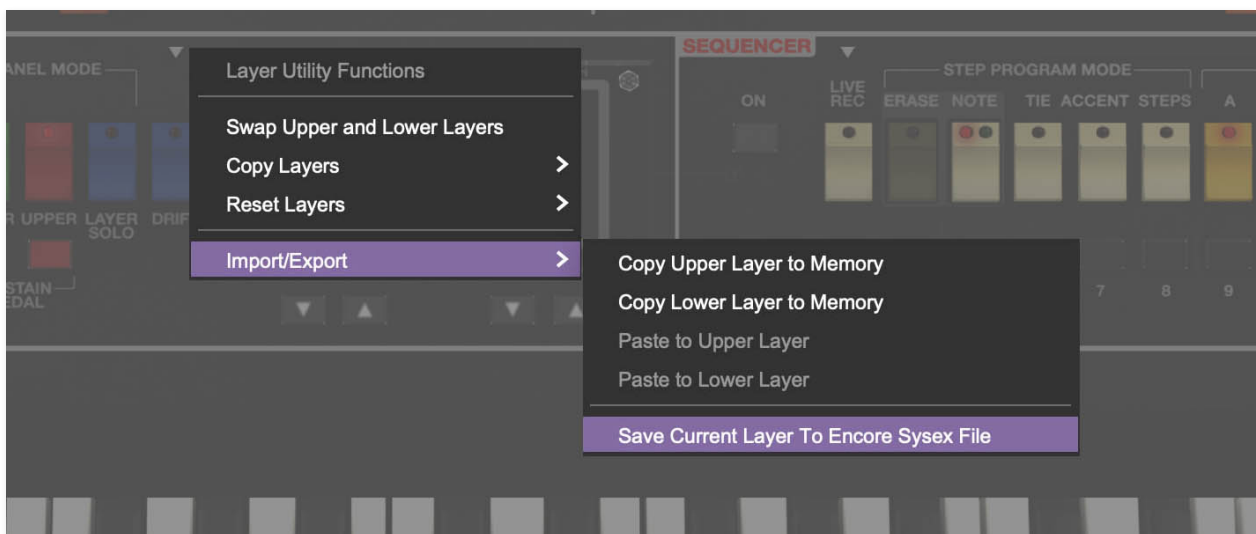 SEQUENCER
ANEL MODE
Layer Utility Functions
STEP PROGRAM MODE
ON
LIVE
REC
ERASE
NOTE
TIE
ACCENT
STEPS
A
Swap Upper and Lower Layers
Copy Layers
Reset Layers
UPPER
LAYER
SOLO
DRIF
Import/Export
Copy Upper Layer to Memory
Copy Lower Layer to Memory
Paste to Upper Layer
Paste to Lower Layer
Save Current Layer To Encore Sysex File
STAIN
EDAL
7
8
9